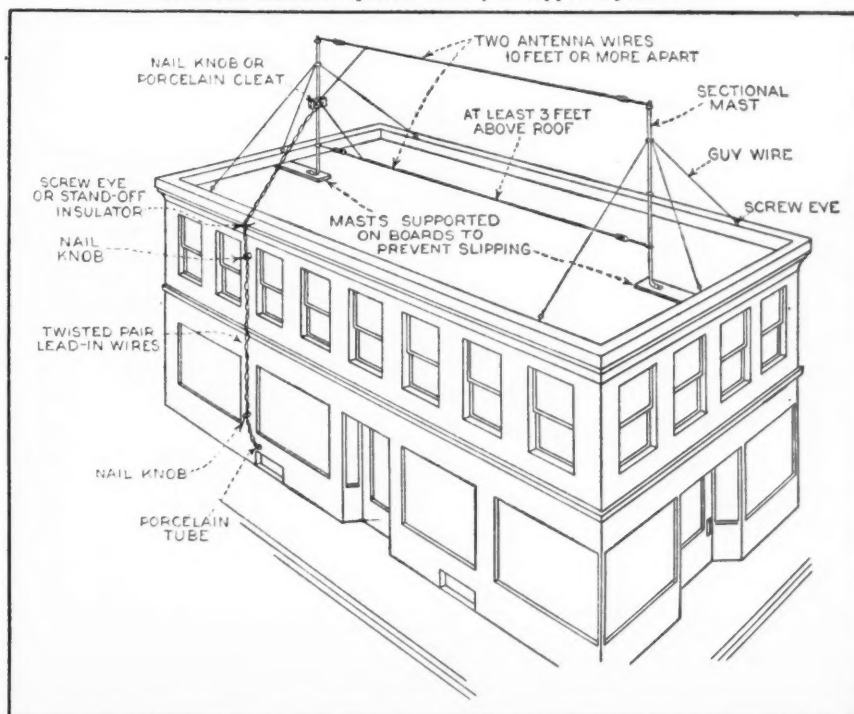 NAIL KNOB OR
PORCELAIN CLEAT
TWO ANTENNA WIRES
10 FEET OR MORE APART
SECTIONAL
MAST
AT LEAST 3 FEET
ABOVE ROOF
GUY WIRE
SCREW EYE
OR STAND-OFF
INSULATOR
MASTS SUPPORTED
ON BOARDS TO
PREVENT SLIPPING
SCREW EYE
NAIL
KNOB
TWISTED PAIR
LEAD-IN WIRES
NAIL KNOB
PORCELAIN
TUBE